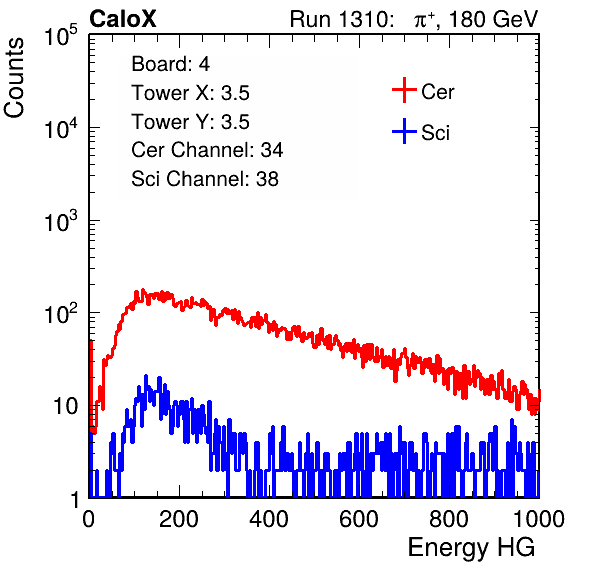 CaloX Run 1310: π⁺, 180 GeV
Board: 4
Tower X: 3.5
Tower Y: 3.5
Cer Channel: 34
Sci Channel: 38
Cer
Sci
Counts
10⁵
10⁴
10³
10²
10
1
0 200 400 600 800 1000
Energy HG